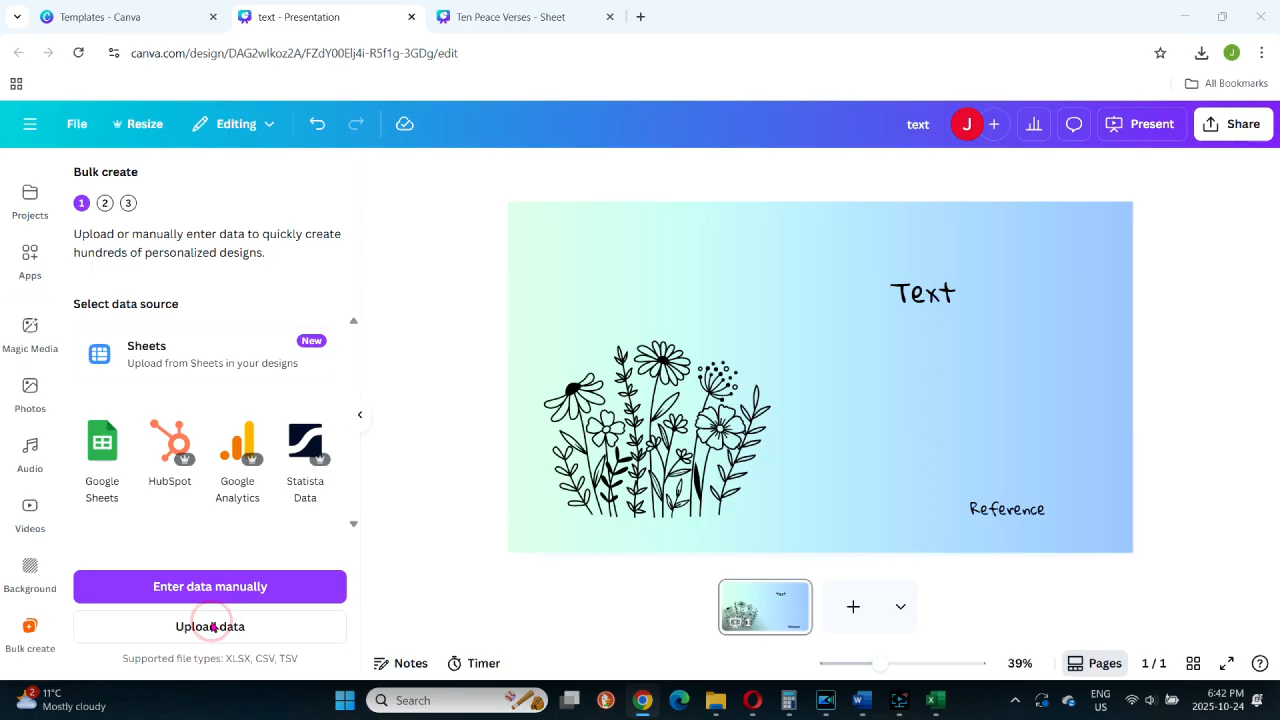 Templates - Canva
text - Presentation
Ten Peace Verses - Sheet
canva.com/design/DAG2wIkoz2A/FZdY00Elj4i-R5f1g-3GDg/edit
J
All Bookmarks
File
Resize
Editing
text
J
Present
Share
Projects
Apps
Magic Media
Photos
Audio
Videos
Background
Bulk create
Bulk create
1 2 3
Upload or manually enter data to quickly create
hundreds of personalized designs.
Select data source
Sheets
New
Upload from Sheets in your designs
Google
Sheets
HubSpot
Google
Analytics
Statista
Data
Enter data manually
Upload data
Supported file types: XLSX, CSV, TSV
Text
Reference
1
Notes
Timer
39%
Pages
1 / 1
2
11°C
Mostly cloudy
Search
ENG
US
6:42 PM
2025-10-24